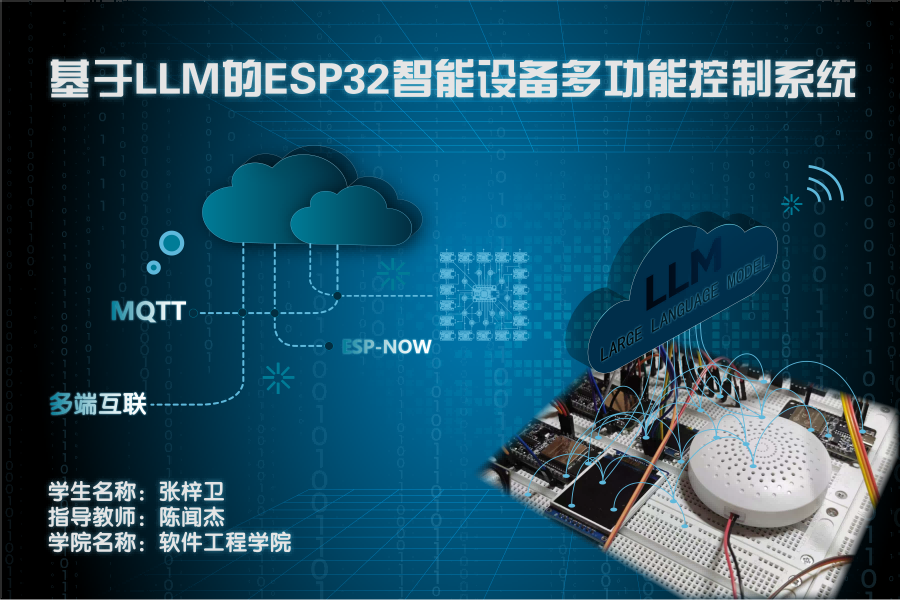 基于LLM的ESP32智能设备多功能控制系统
LLM
LARGE LANGUAGE MODEL
MQTT
ESP-NOW
多端互联
学生名称：张梓卫
指导教师：陈闻杰
学院名称：软件工程学院